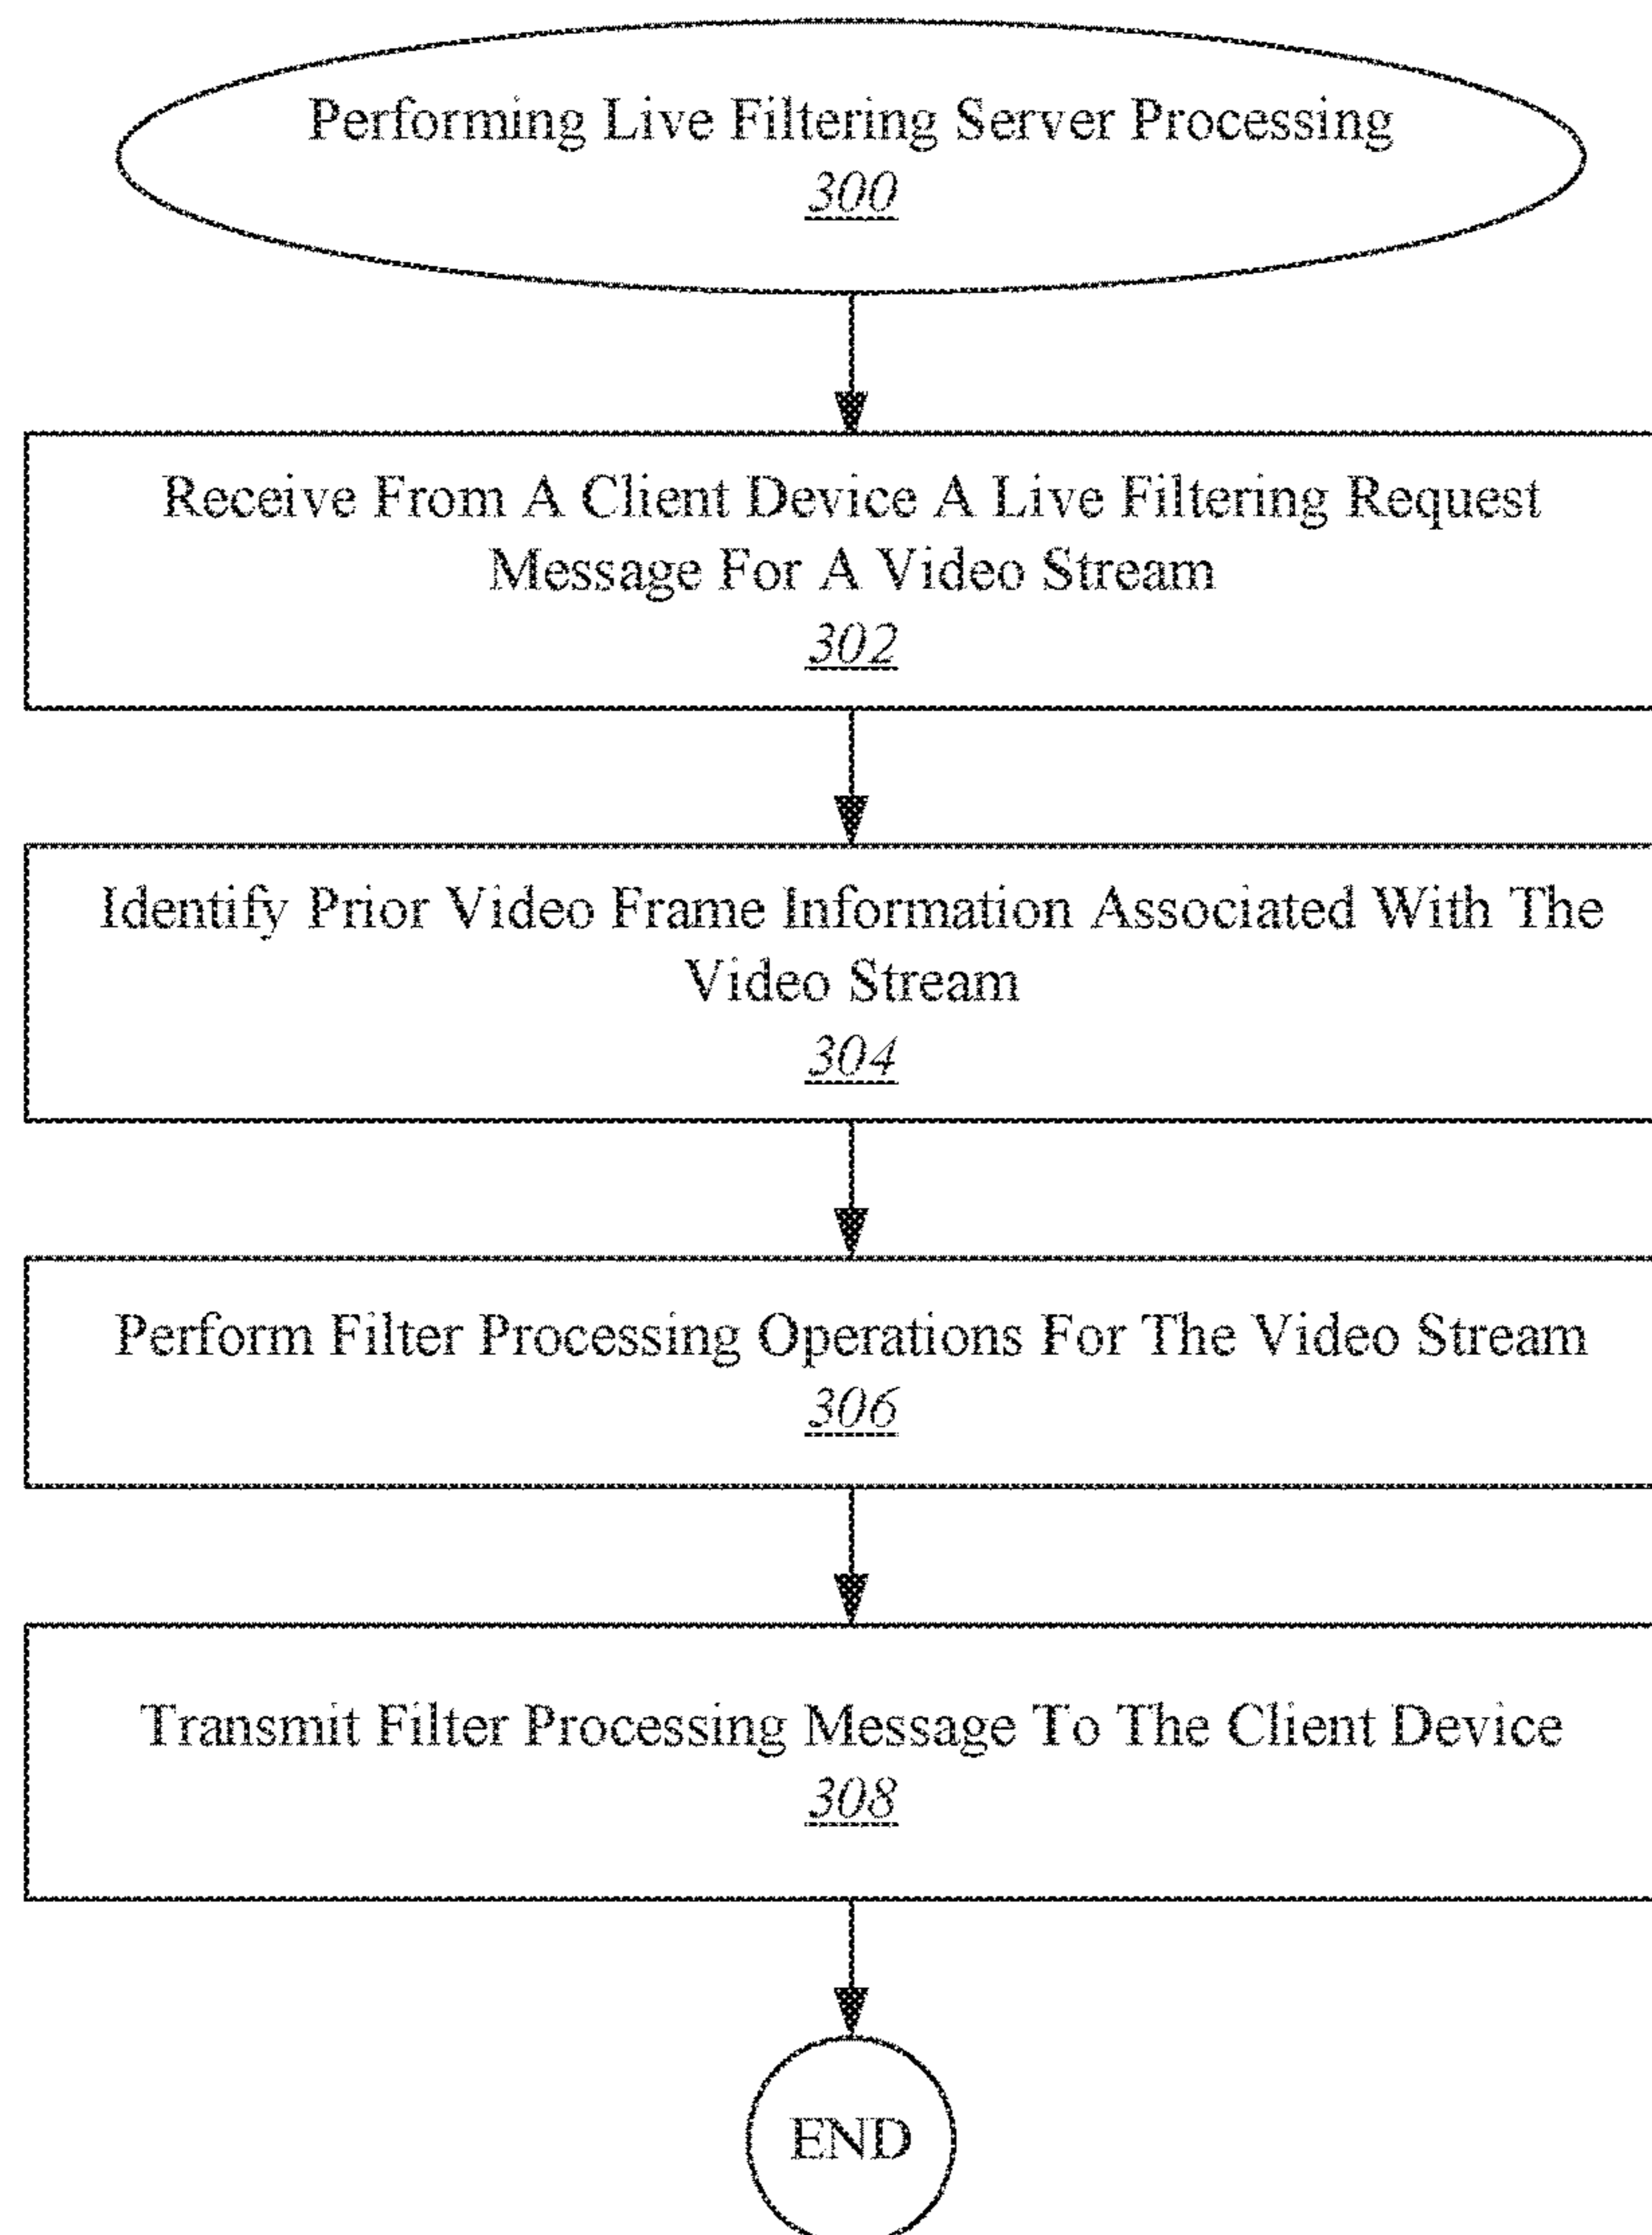 Performing Live Filtering Server Processing
300
Receive From A Client Device A Live Filtering Request
Message For A Video Stream
302
Identify Prior Video Frame Information Associated With The
Video Stream
304
Perform Filter Processing Operations For The Video Stream
306
Transmit Filter Processing Message To The Client Device
308
END